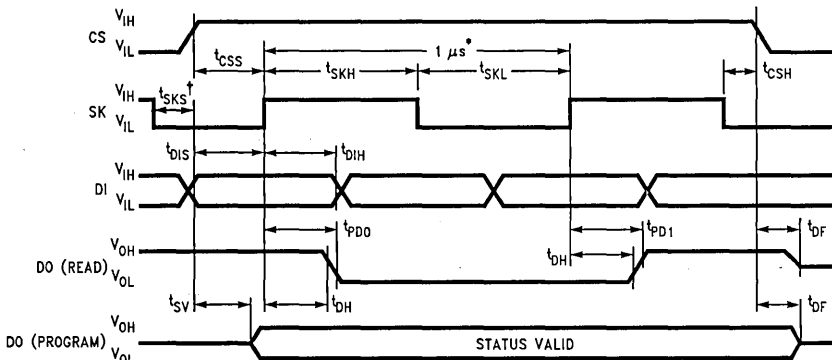 V_IH
CS
V_IL
1 μs*
t_CSS
t_SKH
t_SKL
t_CSH
V_IH
t_SKS†
SK
V_IL
t_DIS
t_DIH
V_IH
DI
V_IL
t_PD0
t_PD1
t_DF
V_OH
DO (READ)
t_DH
V_OL
t_SV
t_DH
t_DF
V_OH
DO (PROGRAM)
STATUS VALID
V_OL